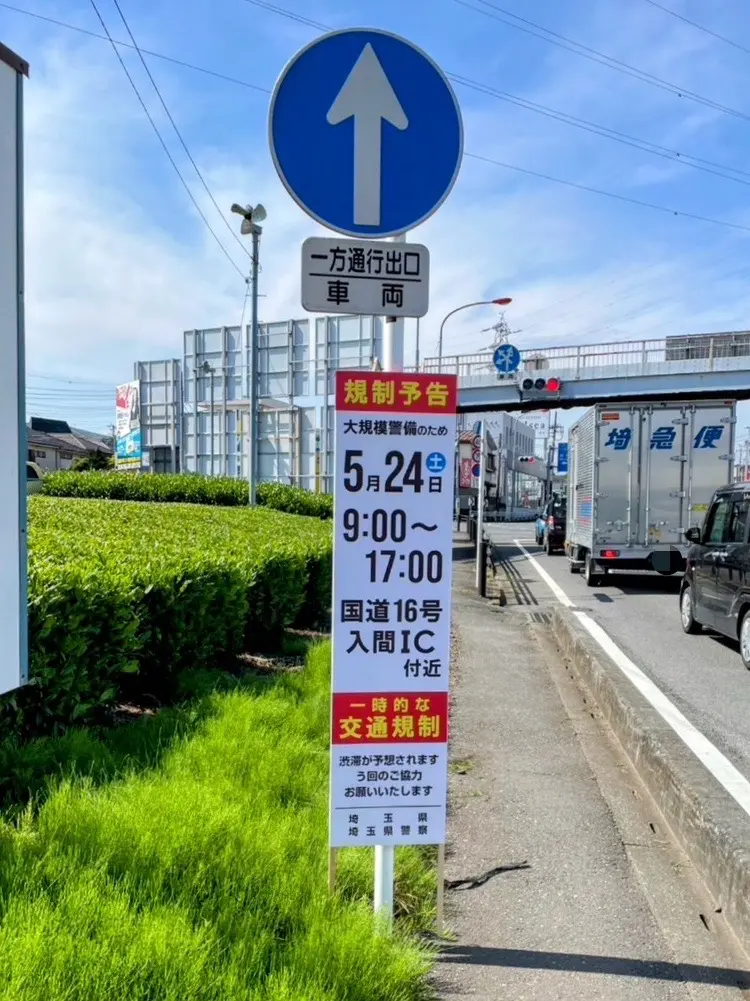 一方通行出口
車両
規制予告
大規模警備のため
5月24日土
9:00～
17:00
国道16号
入間IC
付近
一時的な
交通規制
渋滞が予想されます
う回のご協力
お願いいたします
埼玉県
埼玉県警察
埼急便